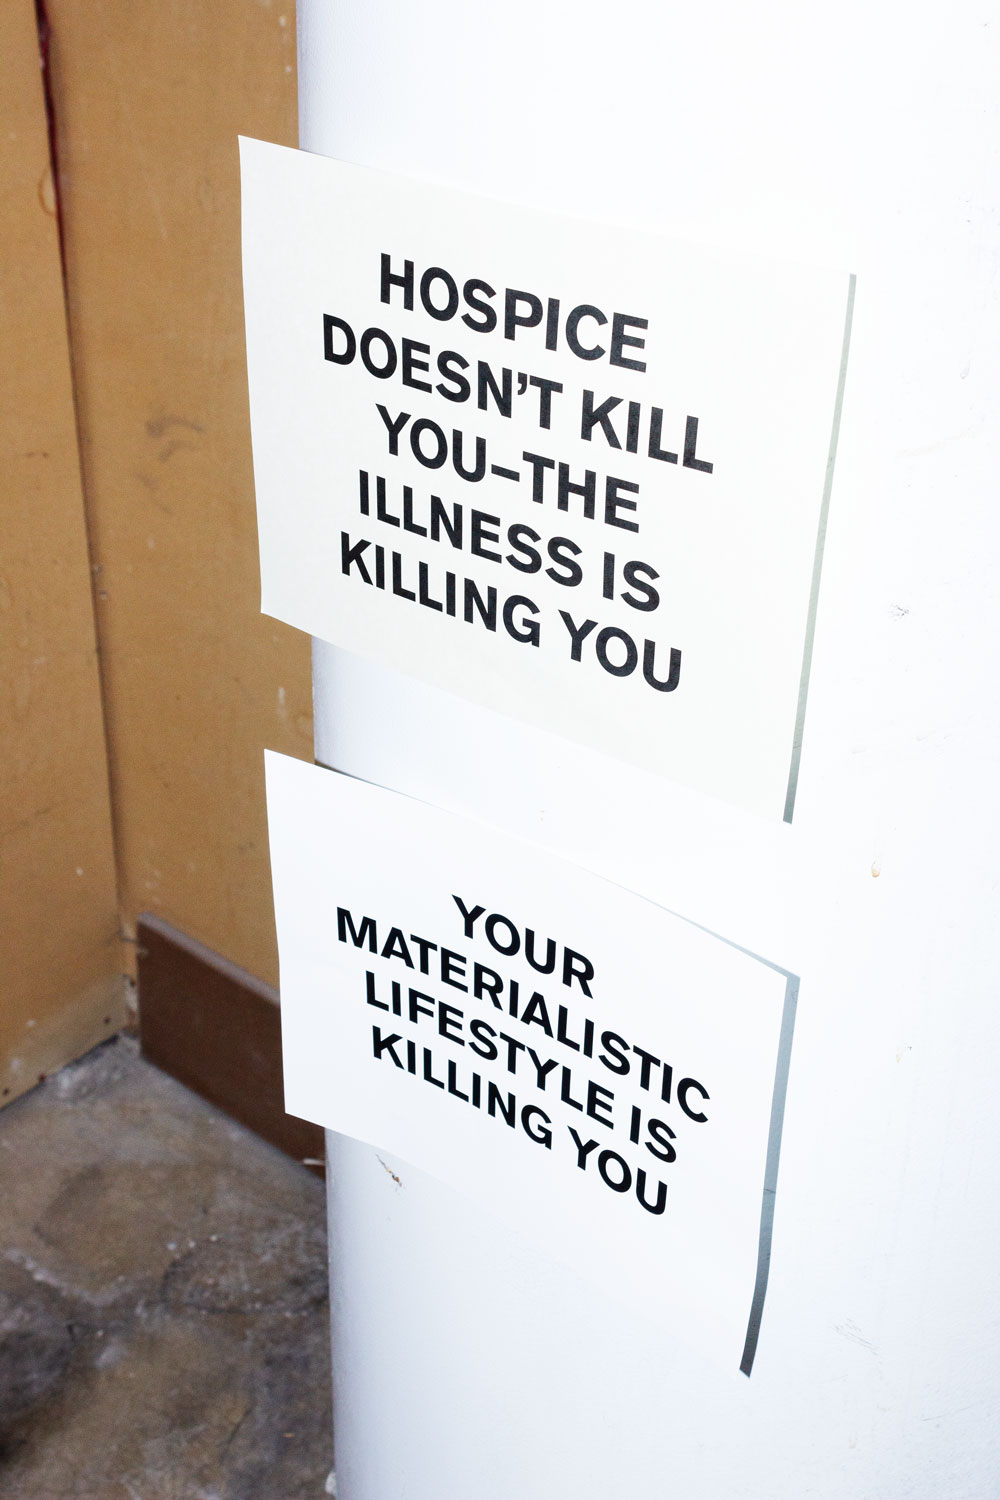 HOSPICE
DOESN’T KILL
YOU–THE
ILLNESS IS
KILLING YOU
YOUR
MATERIALISTIC
LIFESTYLE IS
KILLING YOU